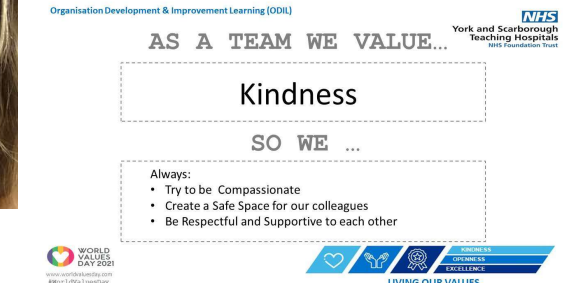 Organisation Development & Improvement Learning (ODIL)
NHS
York and Scarborough
Teaching Hospitals
NHS Foundation Trust
AS A TEAM WE VALUE...
Kindness
SO WE ...
Always:
• Try to be Compassionate
• Create a Safe Space for our colleagues
• Be Respectful and Supportive to each other
WORLD
VALUES
DAY 2021
www.worldvaluesday.com
KINDNESS
OPENNESS
EXCELLENCE
LIVING OUR VALUES